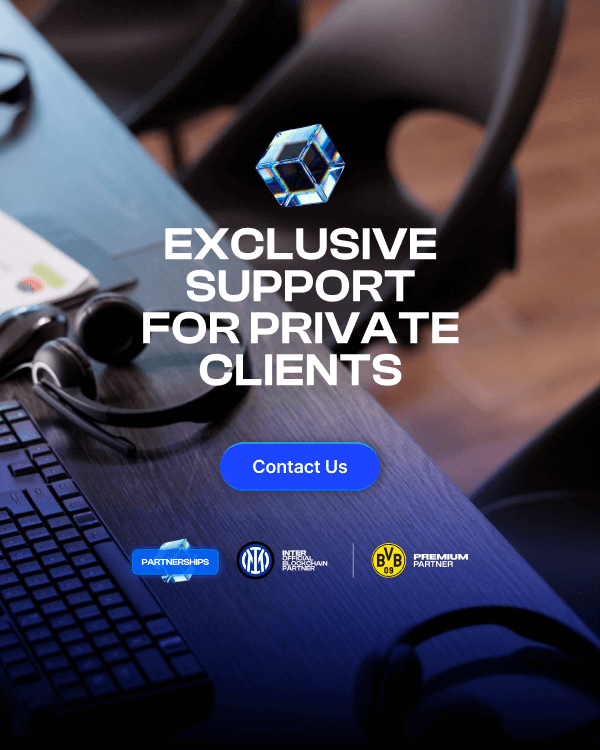 EXCLUSIVE
SUPPORT
FOR PRIVATE
CLIENTS
Contact Us
PARTNERSHIPS
INTER
OFFICIAL
BLOCKCHAIN
PARTNER
BVB
09
PREMIUM
PARTNER